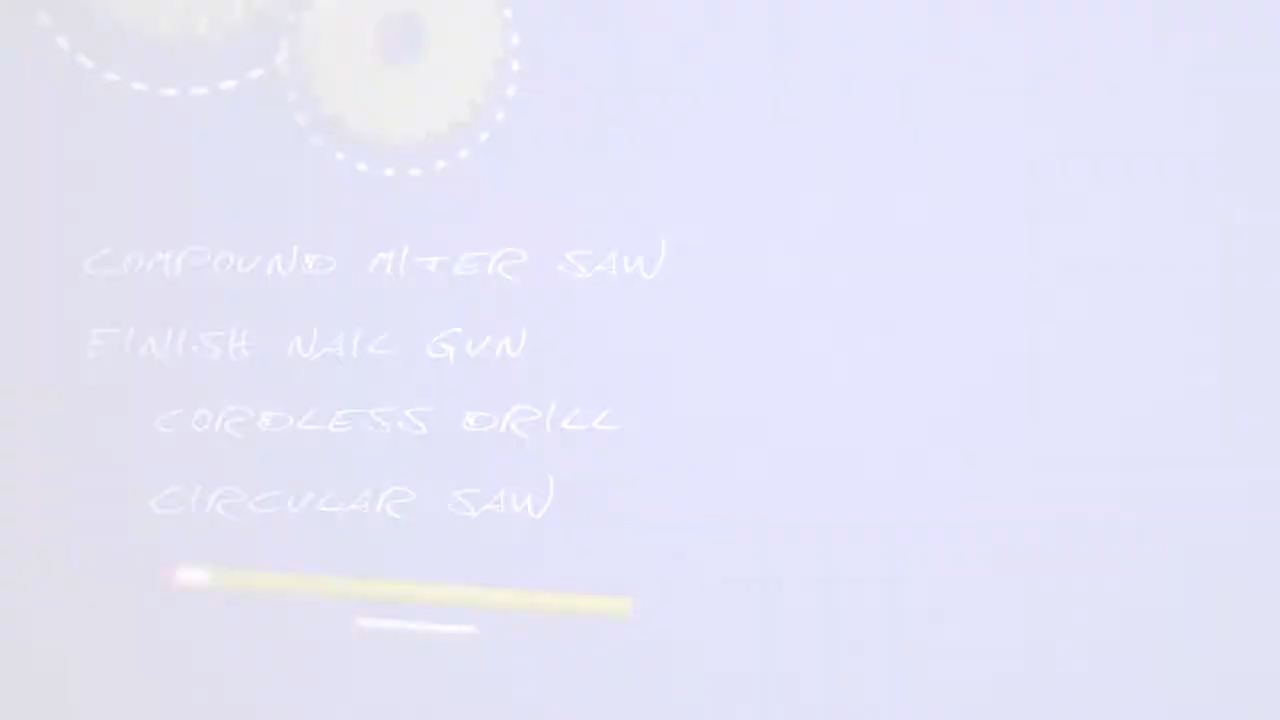 COMPOUND MITER SAW
FINISH NAIL GUN
CORDLESS DRILL
CIRCULAR SAW